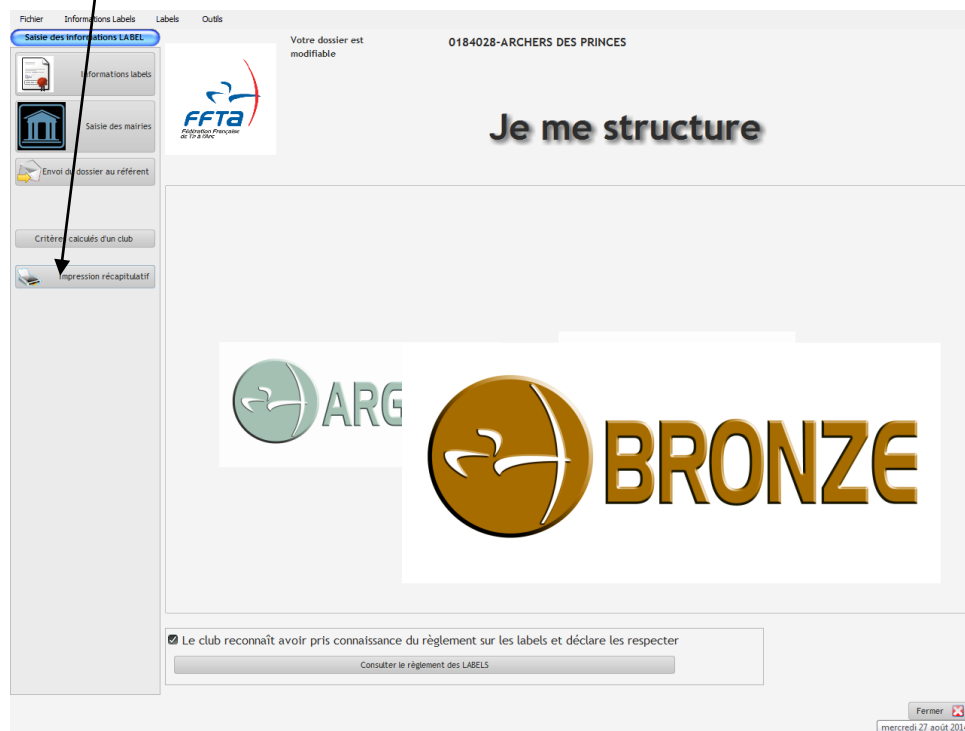 Fichier Informations Labels Labels Outils
Saisie des informations LABEL
Informations labels
Saisie des mairies
Envoi du dossier au référent
Critères calculés d'un club
Impression récapitulatif
Votre dossier est
modifiable
0184028-ARCHERS DES PRINCES
FFTA
Fédération Française
de Tir à l'Arc
Je me structure
ARG
BRONZE
Le club reconnaît avoir pris connaissance du règlement sur les labels et déclare les respecter
Consulter le règlement des LABELS
Fermer
mercredi 27 août 2014